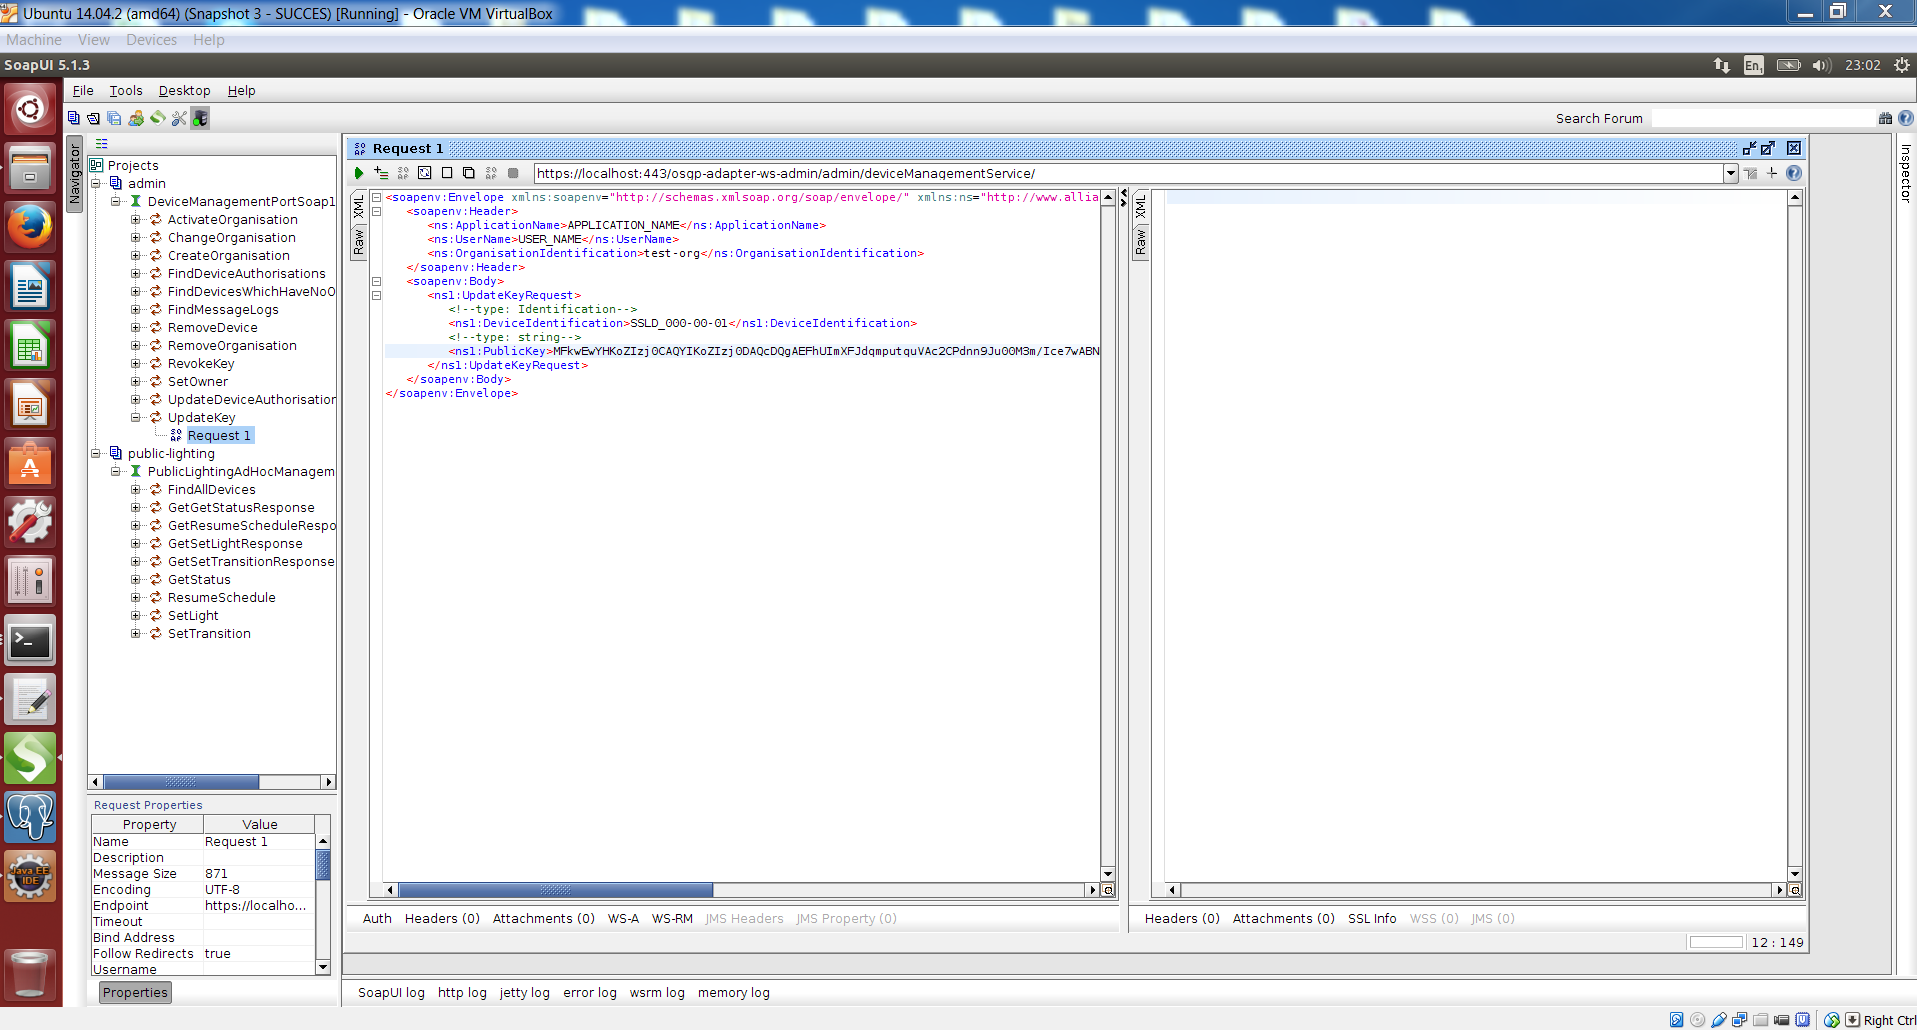 Ubuntu 14.04.2 (amd64) (Snapshot 3 - SUCCES) [Running] - Oracle VM VirtualBox
Machine View Devices Help
SoapUI 5.1.3
En1 23:02
File Tools Desktop Help
Search Forum
Navigator
Projects
admin
DeviceManagementPortSoap1
ActivateOrganisation
ChangeOrganisation
CreateOrganisation
FindDeviceAuthorisations
FindDevicesWhichHaveNoO
FindMessageLogs
RemoveDevice
RemoveOrganisation
RevokeKey
SetOwner
UpdateDeviceAuthorisation
UpdateKey
Request 1
public-lighting
PublicLightingAdHocManagem
FindAllDevices
GetGetStatusResponse
GetResumeScheduleRespo
GetSetLightResponse
GetSetTransitionResponse
GetStatus
ResumeSchedule
SetLight
SetTransition
Request Properties
Property Value
Name Request 1
Description
Message Size 871
Encoding UTF-8
Endpoint https://localho...
Timeout
Bind Address
Follow Redirects true
Username
Properties
Request 1
https://localhost:443/osgp-adapter-ws-admin/admin/deviceManagementService/
XML
Raw
<soapenv:Envelope xmlns:soapenv="http://schemas.xmlsoap.org/soap/envelope/" xmlns:ns="http://www.allia
<soapenv:Header>
<ns:ApplicationName>APPLICATION_NAME</ns:ApplicationName>
<ns:UserName>USER_NAME</ns:UserName>
<ns:OrganisationIdentification>test-org</ns:OrganisationIdentification>
</soapenv:Header>
<soapenv:Body>
<ns1:UpdateKeyRequest>
<!--type: Identification-->
<ns1:DeviceIdentification>SSLD_000-00-01</ns1:DeviceIdentification>
<!--type: string-->
<ns1:PublicKey>MFkwEwYHKoZIzj0CAQYIKoZIzj0DAQcDQgAEFhUImXFJdqmputquVAc2CPdnn9Ju00M3m/Ice7wABN
</ns1:UpdateKeyRequest>
</soapenv:Body>
</soapenv:Envelope>
Auth Headers (0) Attachments (0) WS-A WS-RM JMS Headers JMS Property (0)
XML
Raw
Headers (0) Attachments (0) SSL Info WSS (0) JMS (0)
12 : 149
Inspector
SoapUI log http log jetty log error log wsrm log memory log
Java EE
IDE
Right Ctrl